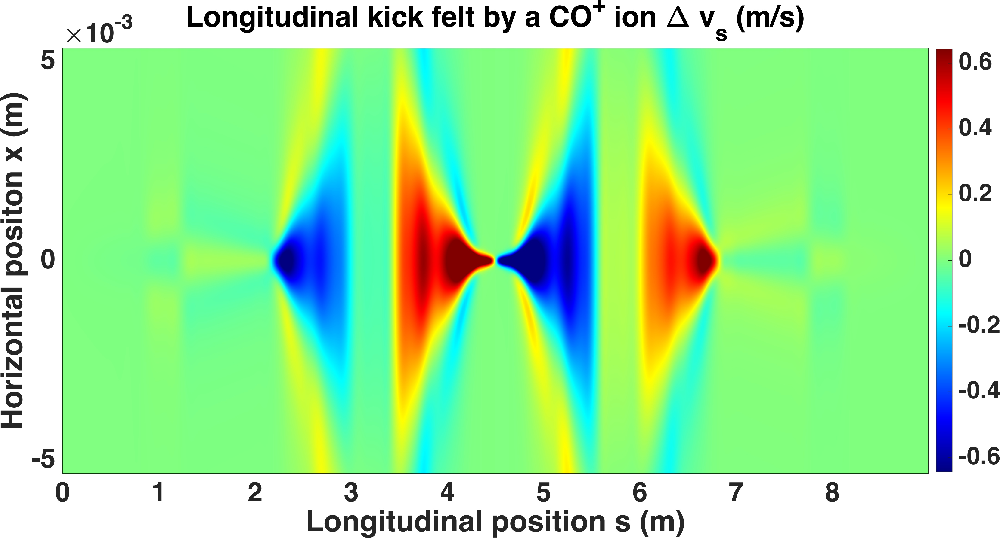 Longitudinal kick felt by a CO+ ion Δ vs (m/s)
×10-3
5
0
-5
Horizontal positon x (m)
0 1 2 3 4 5 6 7 8
Longitudinal position s (m)
0.6
0.4
0.2
0
-0.2
-0.4
-0.6